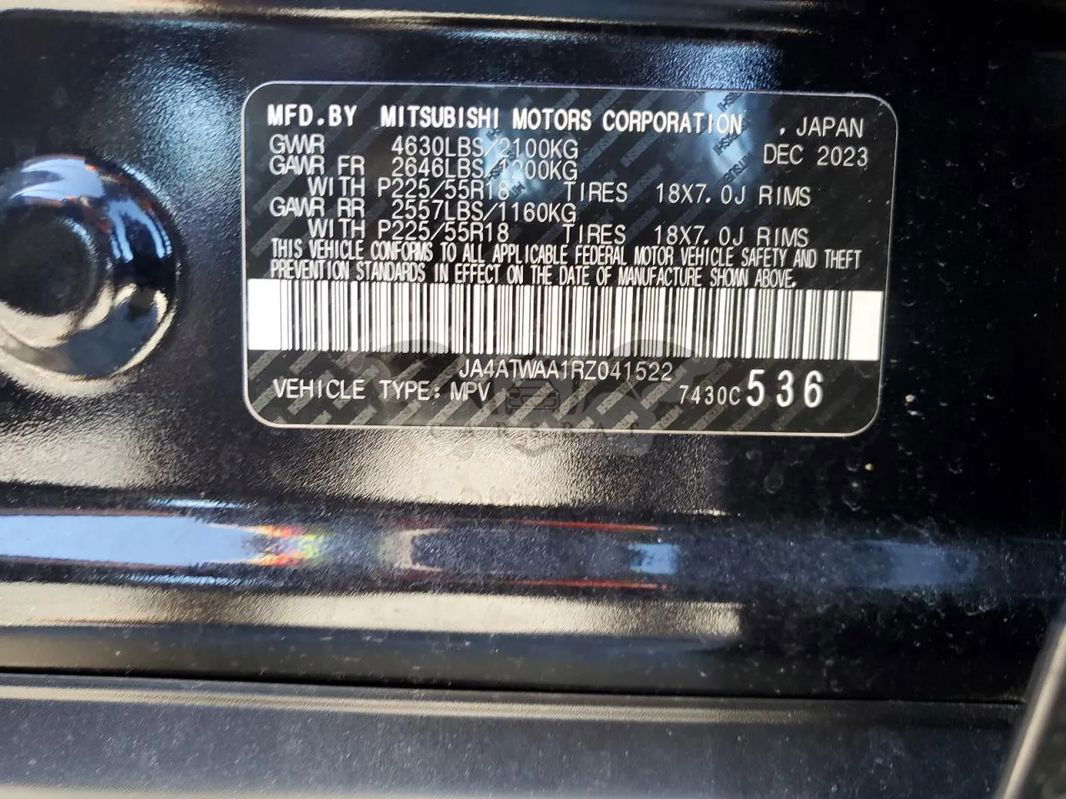 MFD.BY MITSUBISHI MOTORS CORPORATION , JAPAN
GVWR 4630LBS/2100KG DEC 2023
GAWR FR 2646LBS/1200KG
WITH P225/55R18 TIRES 18X7.0J RIMS
GAWR RR 2557LBS/1160KG
WITH P225/55R18 TIRES 18X7.0J RIMS
THIS VEHICLE CONFORMS TO ALL APPLICABLE FEDERAL MOTOR VEHICLE SAFETY AND THEFT
PREVENTION STANDARDS IN EFFECT ON THE DATE OF MANUFACTURE SHOWN ABOVE.
JA4ATWAA1RZ041522
VEHICLE TYPE: MPV 7430C 536